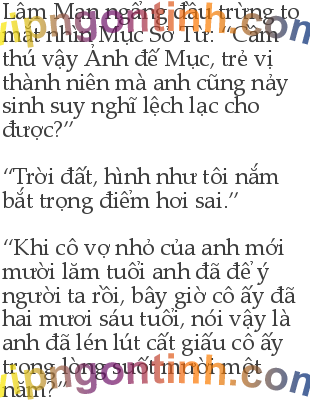 Lâm Man ngẩng đầu trừng to
mắt nhìn Mục Sơ Từ: “Cầm
thú vậy Ảnh đế Mục, trẻ vị
thành niên mà anh cũng nảy
sinh suy nghĩ lệch lạc cho
được?”
“Trời đất, hình như tôi nắm
bắt trọng điểm hơi sai.”
“Khi cô vợ nhỏ của anh mới
mười lăm tuổi anh đã để ý
người ta rồi, bây giờ cô ấy đã
hai mươi sáu tuổi, nói vậy là
anh đã lén lút cất giấu cô ấy
trong lòng suốt mươi một
năm?”
vipngontinh.com
vipngontinh.com